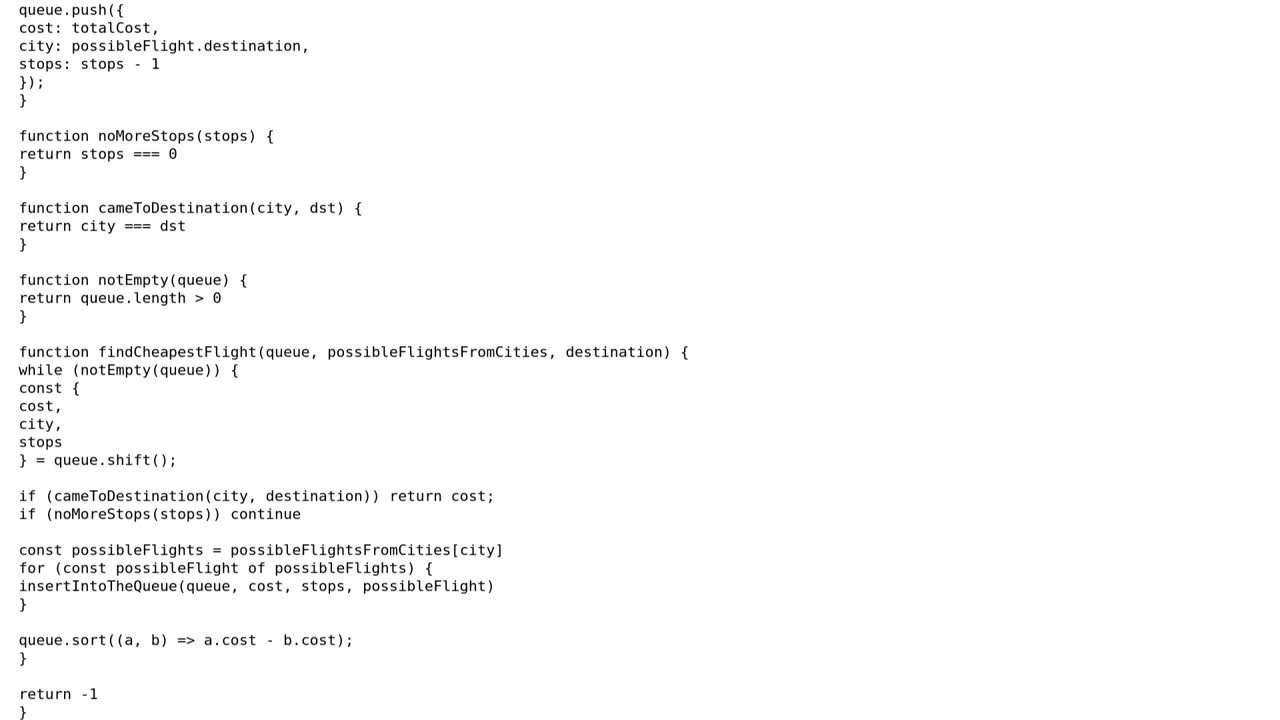 queue.push({
cost: totalCost,
city: possibleFlight.destination,
stops: stops - 1
});
}

function noMoreStops(stops) {
return stops === 0
}

function cameToDestination(city, dst) {
return city === dst
}

function notEmpty(queue) {
return queue.length > 0
}

function findCheapestFlight(queue, possibleFlightsFromCities, destination) {
while (notEmpty(queue)) {
const {
cost,
city,
stops
} = queue.shift();

if (cameToDestination(city, destination)) return cost;
if (noMoreStops(stops)) continue

const possibleFlights = possibleFlightsFromCities[city]
for (const possibleFlight of possibleFlights) {
insertIntoTheQueue(queue, cost, stops, possibleFlight)
}

queue.sort((a, b) => a.cost - b.cost);
}

return -1
}